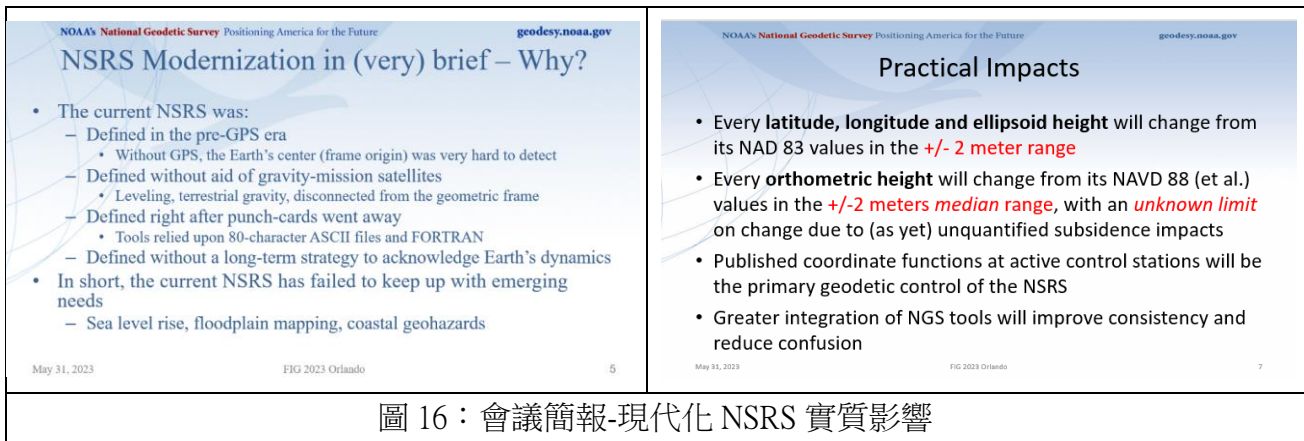 NOAA's National Geodetic Survey Positioning America for the Future geodesy.noaa.gov
NSRS Modernization in (very) brief – Why?
• The current NSRS was:
– Defined in the pre-GPS era
• Without GPS, the Earth's center (frame origin) was very hard to detect
– Defined without aid of gravity-mission satellites
• Leveling, terrestrial gravity, disconnected from the geometric frame
– Defined right after punch-cards went away
• Tools relied upon 80-character ASCII files and FORTRAN
– Defined without a long-term strategy to acknowledge Earth's dynamics
• In short, the current NSRS has failed to keep up with emerging
needs
– Sea level rise, floodplain mapping, coastal geohazards
May 31, 2023 FIG 2023 Orlando 5
NOAA's National Geodetic Survey Positioning America for the Future geodesy.noaa.gov
Practical Impacts
• Every latitude, longitude and ellipsoid height will change from
its NAD 83 values in the +/- 2 meter range
• Every orthometric height will change from its NAVD 88 (et al.)
values in the +/-2 meters median range, with an unknown limit
on change due to (as yet) unquantified subsidence impacts
• Published coordinate functions at active control stations will be
the primary geodetic control of the NSRS
• Greater integration of NGS tools will improve consistency and
reduce confusion
May 31, 2023 FIG 2023 Orlando 7
圖 16：會議簡報-現代化 NSRS 實質影響